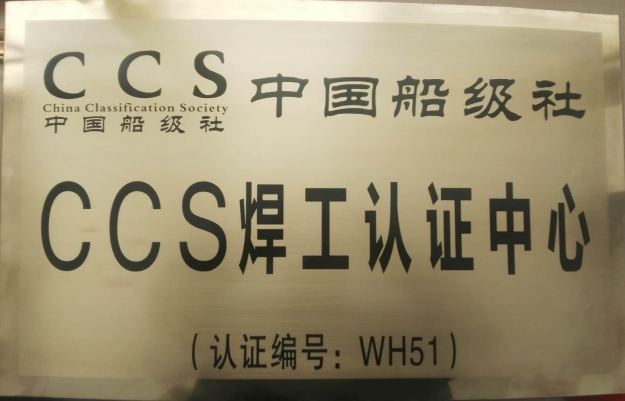 CCS 中国船级社
China Classification Society
中国船级社
CCS焊工认证中心
（认证编号：WH51）